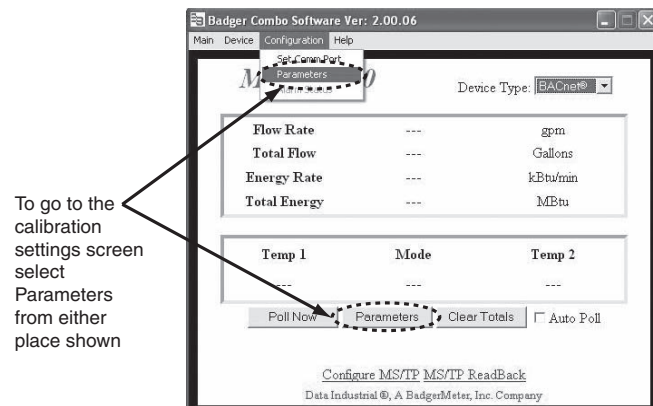 Badger Combo Software Ver: 2.00.06
Main Device Configuration Help
Set Comm Port
Parameters
Alarm Status
M 0
Device Type: BACnet®
Flow Rate --- gpm
Total Flow --- Gallons
Energy Rate --- kBtu/min
Total Energy --- MBtu
To go to the
calibration
settings screen
select
Parameters
from either
place shown
Temp 1 Mode Temp 2
--- --- ---
Poll Now Parameters Clear Totals Auto Poll
Configure MS/TP MS/TP ReadBack
Data Industrial ®, A BadgerMeter, Inc. Company